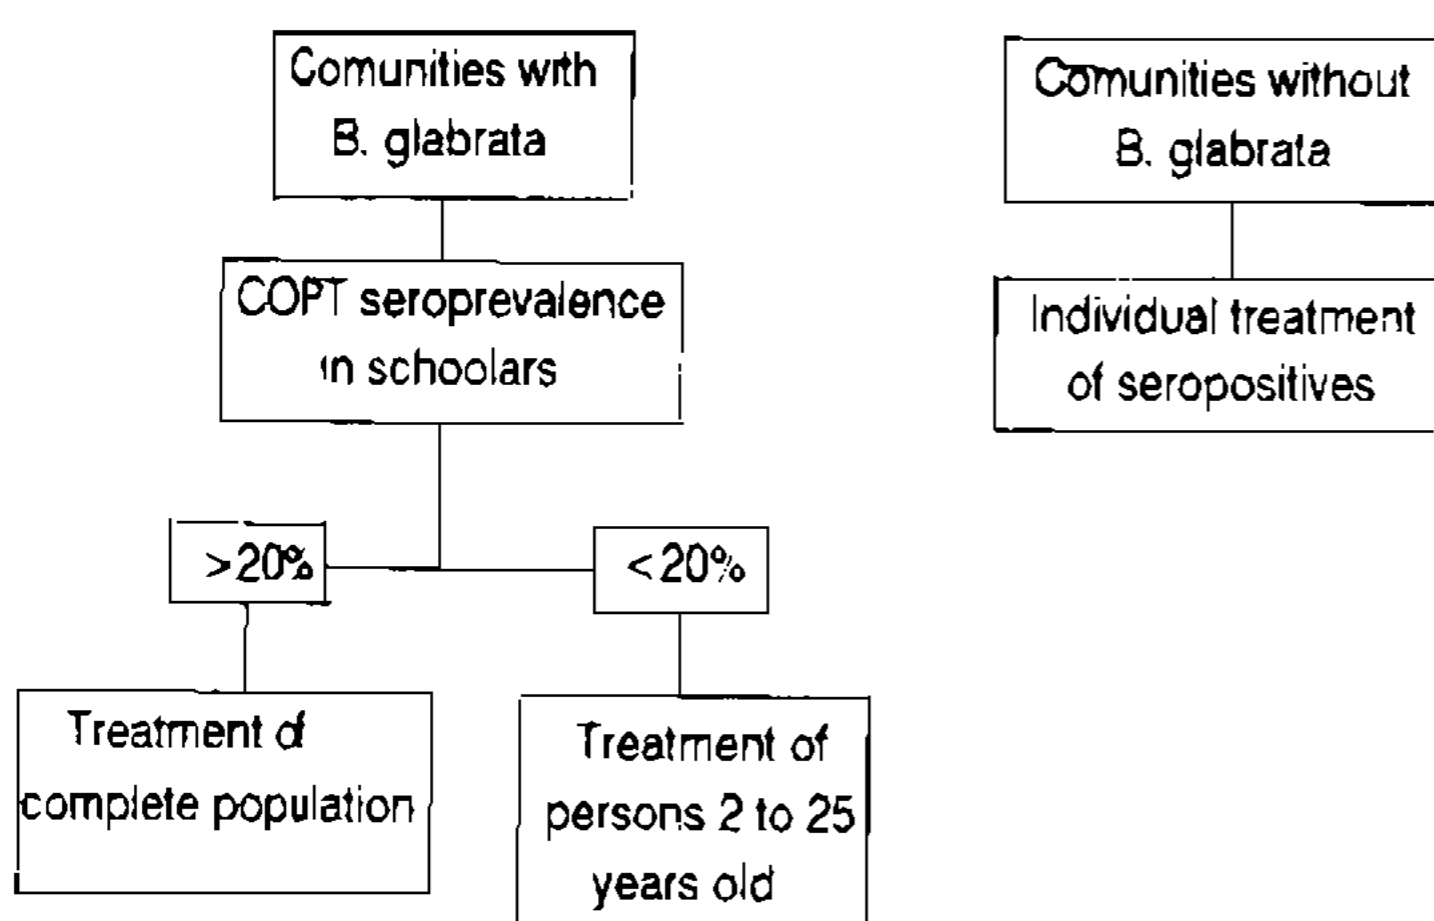 Comunities with
B. glabrata
COPT seroprevalence
in schoolars
>20%
<20%
Treatment of
complete population
Treatment of
persons 2 to 25
years old
Comunities without
B. glabrata
Individual treatment
of seropositives